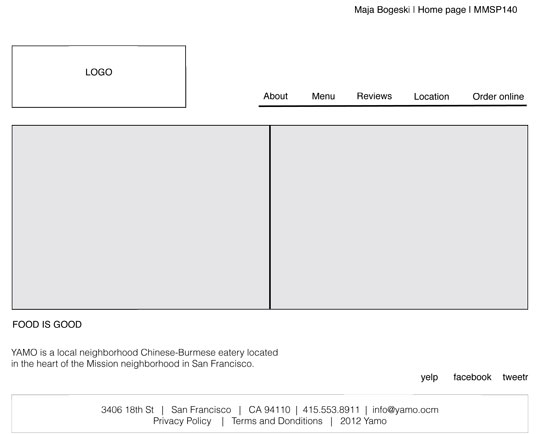 Maja Bogeski | Home page | MMSP140
LOGO
About Menu Reviews Location Order online
FOOD IS GOOD
YAMO is a local neighborhood Chinese-Burmese eatery located
in the heart of the Mission neighborhood in San Francisco.
yelp facebook tweetr
3406 18th St | San Francisco | CA 94110 | 415.553.8911 | info@yamo.ocm
Privacy Policy | Terms and Conditions | 2012 Yamo